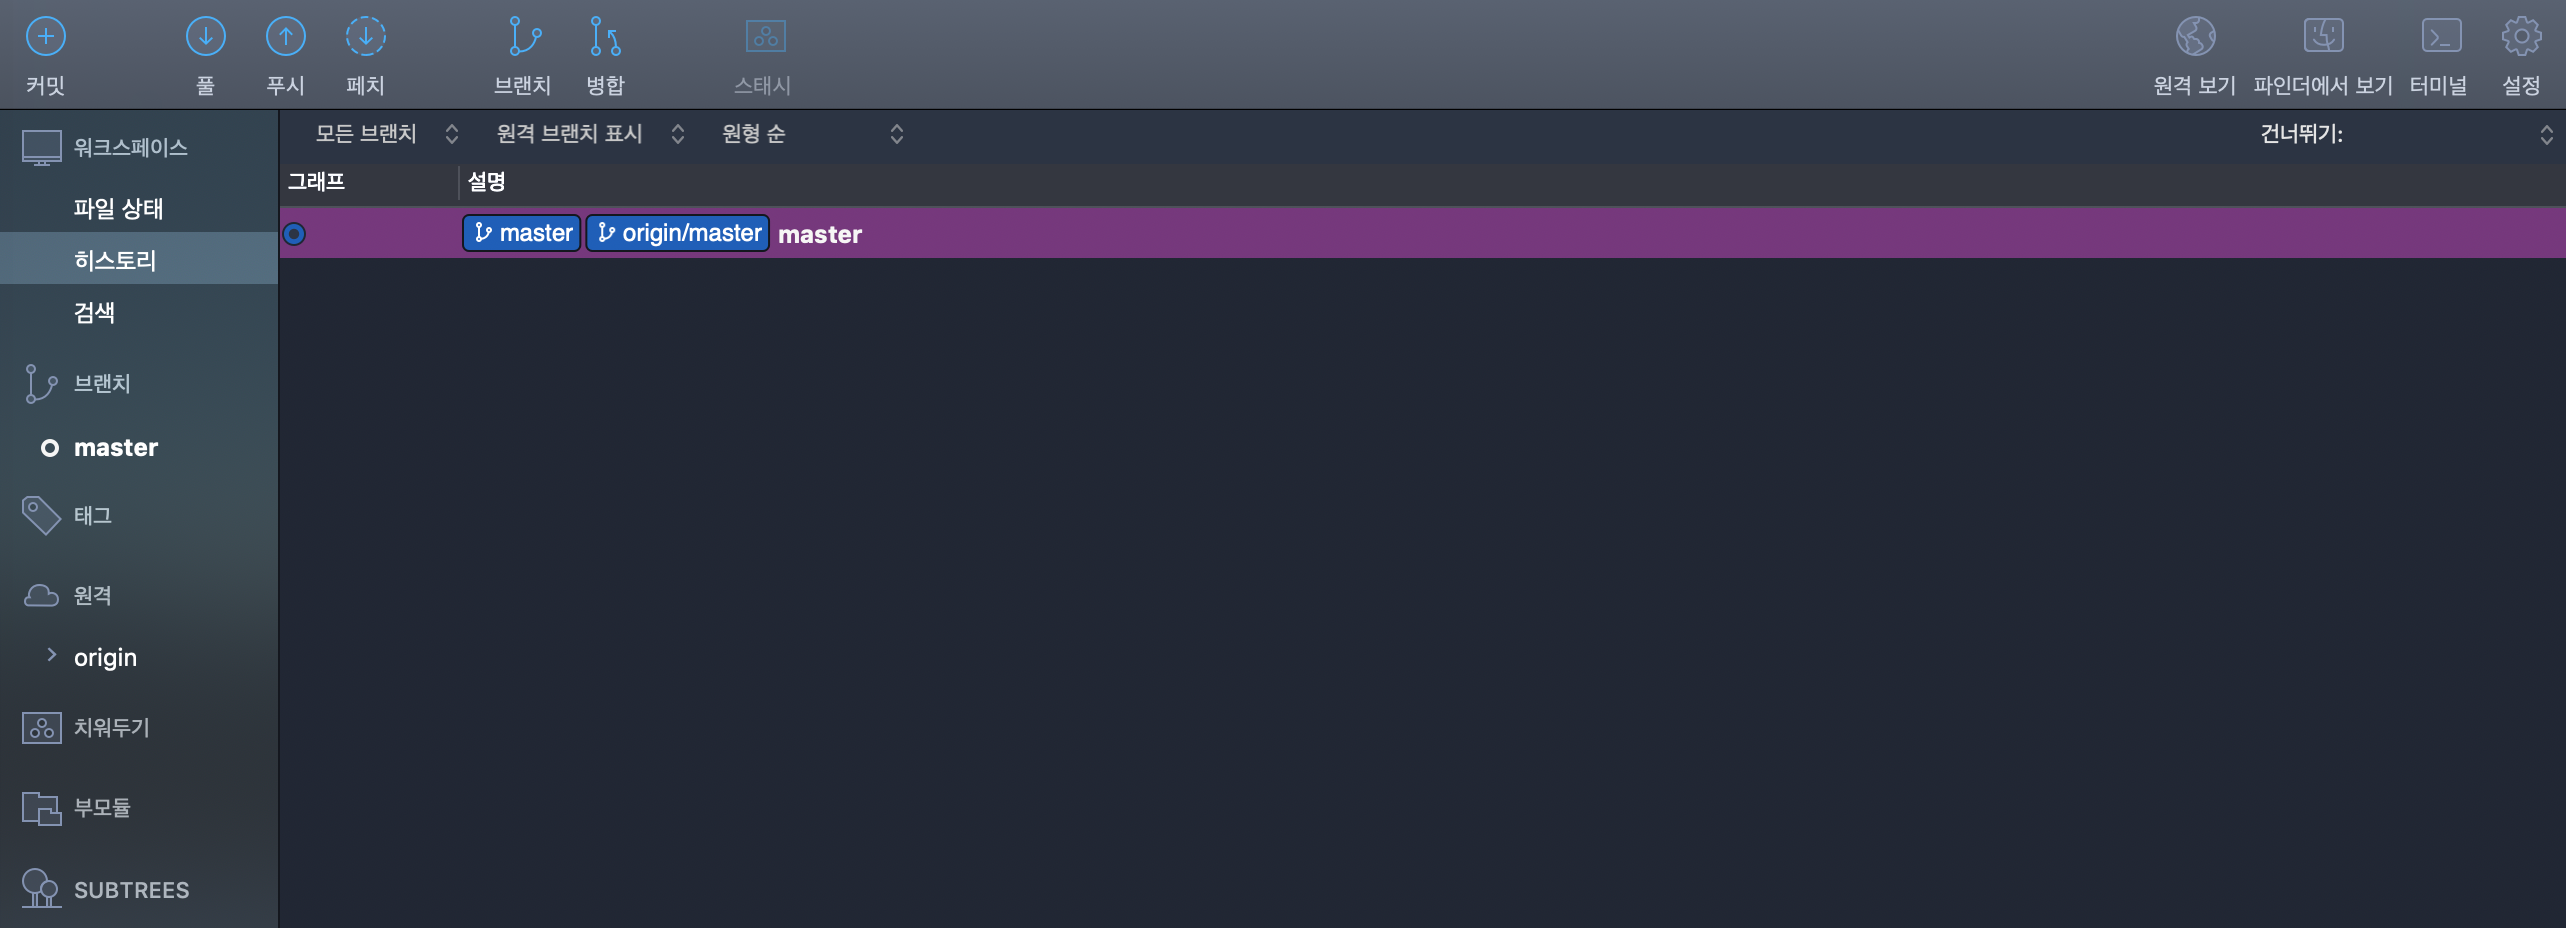 커밋 풀 푸시 페치 브랜치 병합 스태시 원격 보기 파인더에서 보기 터미널 설정
모든 브랜치 원격 브랜치 표시 원형 순 건너뛰기:
워크스페이스
파일 상태
히스토리
검색
브랜치
master
태그
원격
origin
치워두기
부모듈
SUBTREES
그래프 설명
master origin/master master